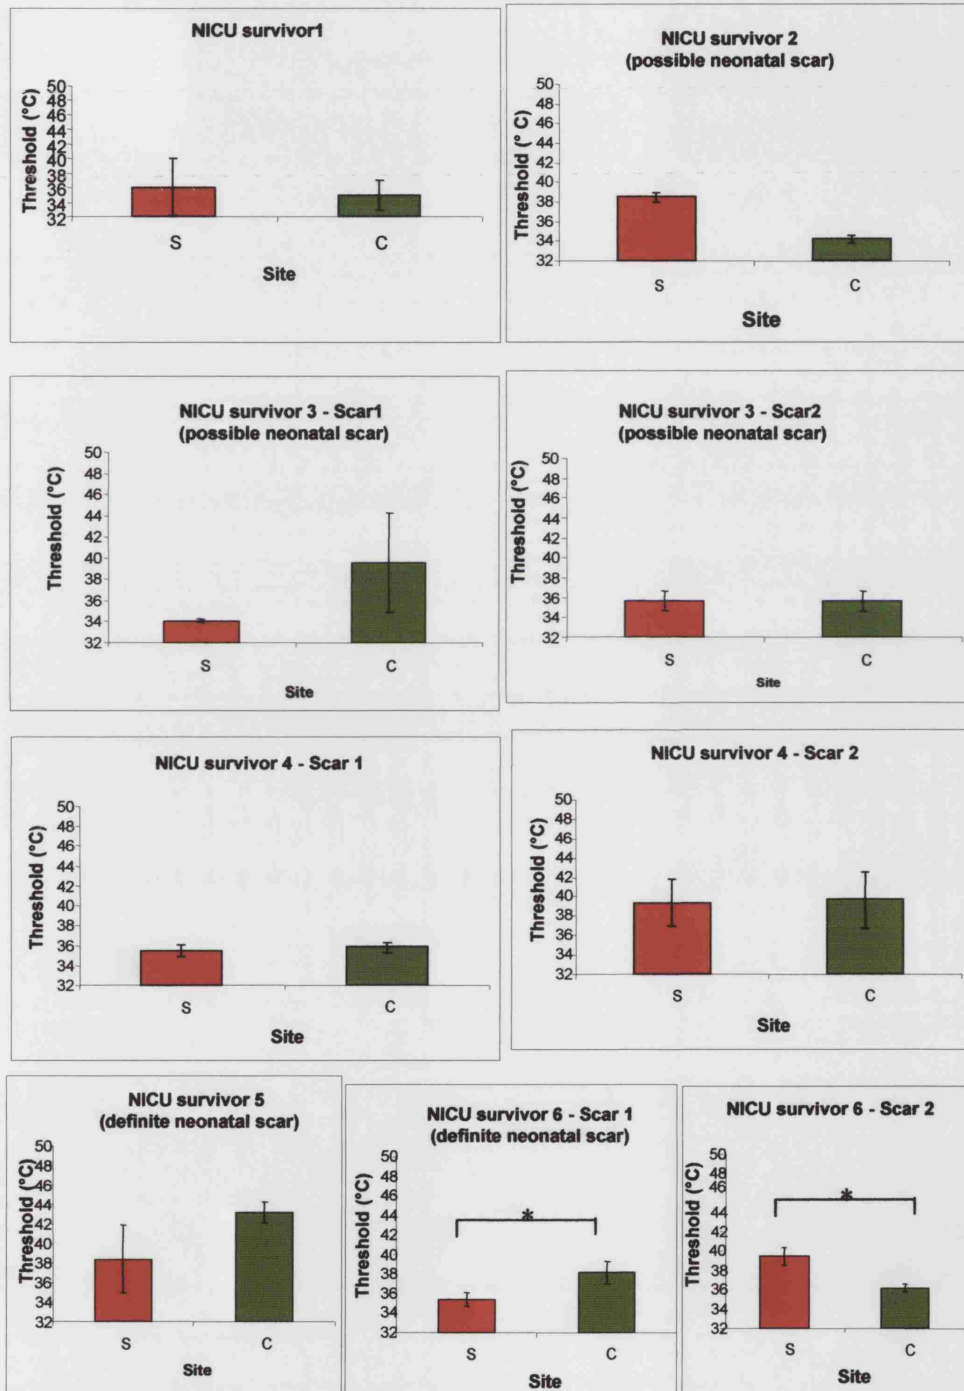 NICU survivor1
Threshold (°C)
50
48
46
44
42
40
38
36
34
32
S
C
Site
NICU survivor 2
(possible neonatal scar)
Threshold (° C)
50
48
46
44
42
40
38
36
34
32
S
C
Site
NICU survivor 3 - Scar1
(possible neonatal scar)
Threshold (°C)
50
48
46
44
42
40
38
36
34
32
S
C
Site
NICU survivor 3 - Scar2
(possible neonatal scar)
Threshold (°C)
50
48
46
44
42
40
38
36
34
32
S
C
Site
NICU survivor 4 - Scar 1
Threshold (°C)
50
48
46
44
42
40
38
36
34
32
S
C
Site
NICU survivor 4 - Scar 2
Threshold (°C)
50
48
46
44
42
40
38
36
34
32
S
C
Site
NICU survivor 5
(definite neonatal scar)
Threshold (°C)
50
48
46
44
42
40
38
36
34
32
S
C
Site
NICU survivor 6 - Scar 1
(definite neonatal scar)
Threshold (°C)
50
48
46
44
42
40
38
36
34
32
*
S
C
Site
NICU survivor 6 - Scar 2
Threshold (°C)
50
48
46
44
40
36
34
32
*
S
C
Site